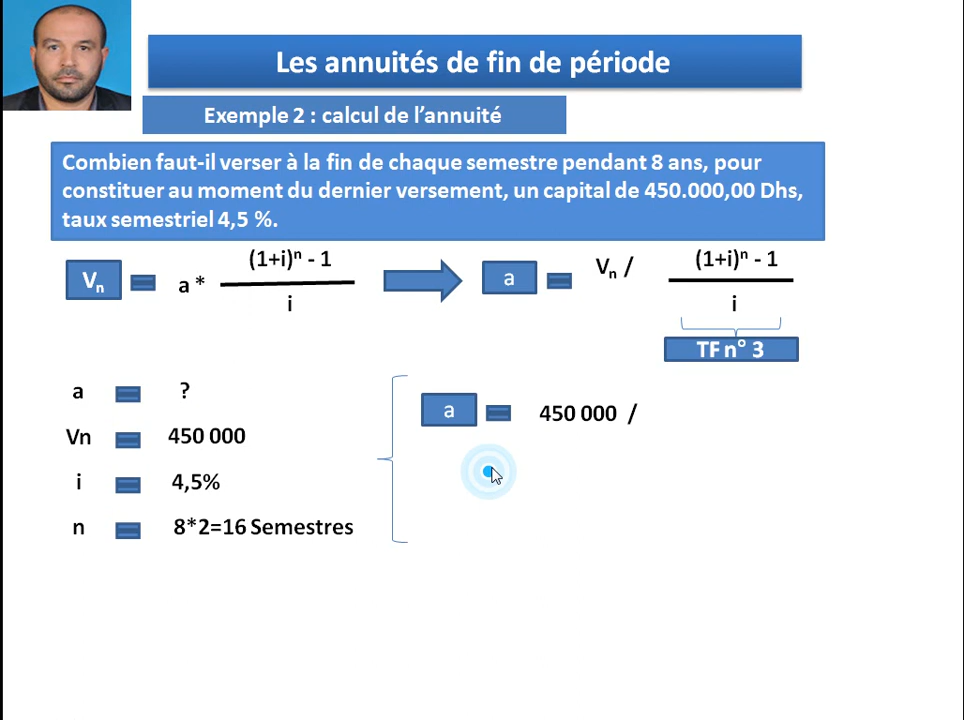 Les annuités de fin de période
Exemple 2 : calcul de l’annuité
Combien faut-il verser à la fin de chaque semestre pendant 8 ans, pour
constituer au moment du dernier versement, un capital de 450.000,00 Dhs,
taux semestriel 4,5 %.
Vn = a * (1+i)ⁿ - 1
i
a = Vn / (1+i)ⁿ - 1
i
TF n° 3
a = ?
Vn = 450 000
i = 4,5%
n = 8*2=16 Semestres
a = 450 000 /